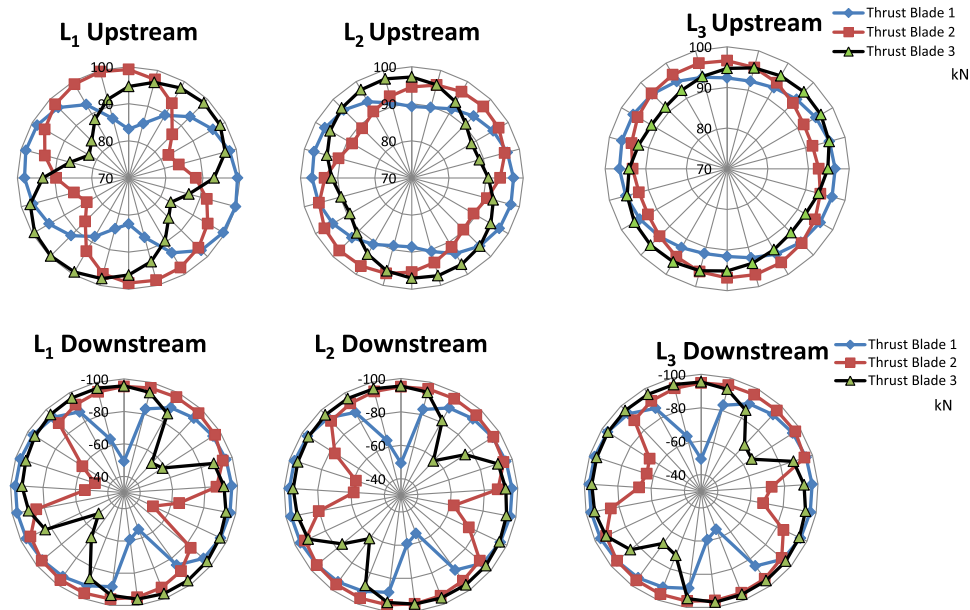 L1 Upstream
100
90
80
70
L2 Upstream
100
90
80
70
L3 Upstream
100
90
80
70
Thrust Blade 1
Thrust Blade 2
Thrust Blade 3
kN
L1 Downstream
-100
-80
-60
-40
L2 Downstream
-100
-80
-60
-40
L3 Downstream
-100
-80
-60
-40
Thrust Blade 1
Thrust Blade 2
Thrust Blade 3
kN